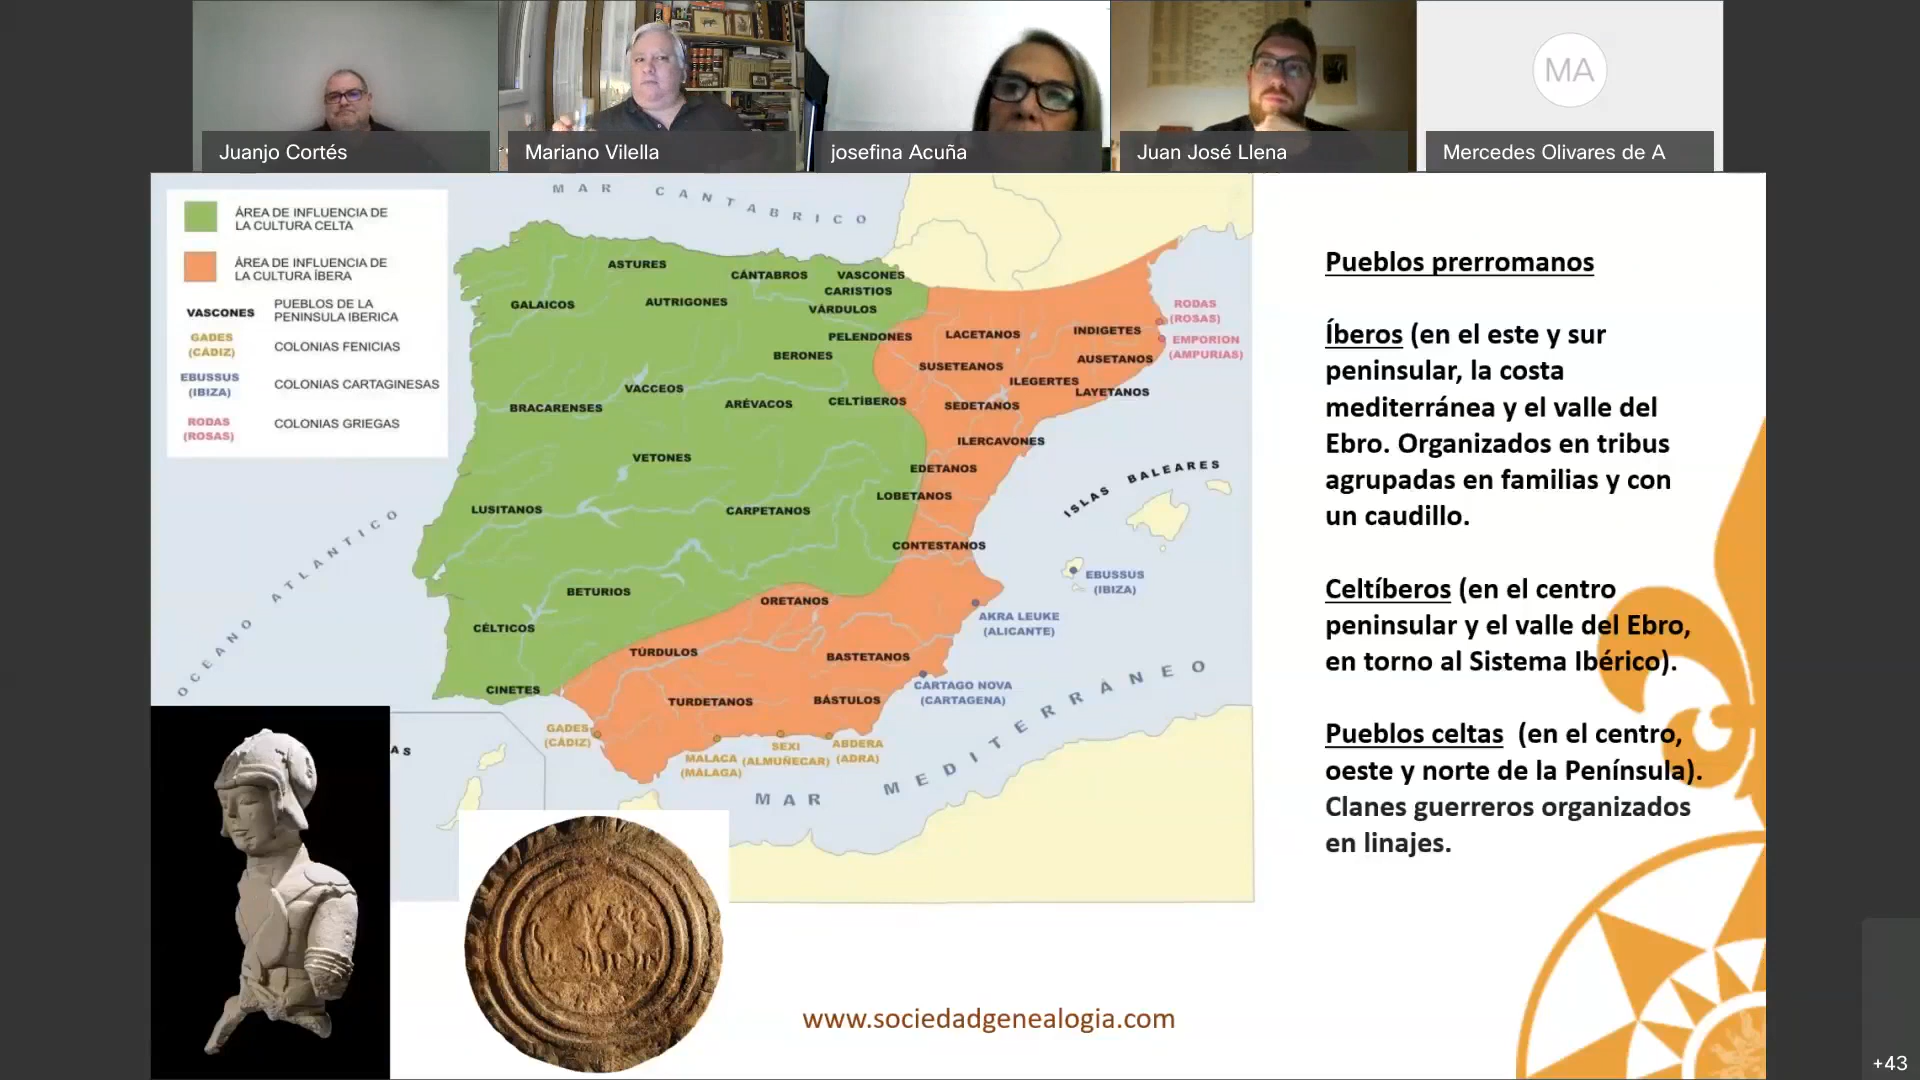 MA
Juanjo Cortés
Mariano Vilella
josefina Acuña
Juan José Llena
Mercedes Olivares de A
ÁREA DE INFLUENCIA DE
LA CULTURA CELTA
ÁREA DE INFLUENCIA DE
LA CULTURA ÍBERA
VASCONES
PUEBLOS DE LA
PENINSULA IBERICA
GADES
(CÁDIZ)
COLONIAS FENICIAS
EBUSSUS
(IBIZA)
COLONIAS CARTAGINESAS
RODAS
(ROSAS)
COLONIAS GRIEGAS
MAR CANTABRICO
ASTURES
CÁNTABROS
VASCONES
CARISTIOS
GALAICOS
AUTRIGONES
VÁRDULOS
RODAS
(ROSAS)
PELENDONES
LACETANOS
INDIGETES
EMPORION
(AMPURIAS)
BERONES
SUSETEANOS
AUSETANOS
VACCEOS
ILEGERTES
LAYETANOS
BRACARENSES
ARÉVACOS
CELTÍBEROS
SEDETANOS
ILERCAVONES
VETONES
EDETANOS
ISLAS BALEARES
LUSITANOS
CARPETANOS
LOBETANOS
OCEANO ATLANTICO
CONTESTANOS
EBUSSUS
(IBIZA)
BETURIOS
ORETANOS
AKRA LEUKE
(ALICANTE)
CÉLTICOS
TÚRDULOS
BASTETANOS
CINETES
TURDETANOS
BÁSTULOS
CARTAGO NOVA
(CARTAGENA)
GADES
(CÁDIZ)
MALACA
(MÁLAGA)
SEXI
(ALMUÑECAR)
ABDERA
(ADRA)
MAR MEDITERRÁNEO
AS
Pueblos prerromanos
Íberos (en el este y sur
peninsular, la costa
mediterránea y el valle del
Ebro. Organizados en tribus
agrupadas en familias y con
un caudillo.
Celtíberos (en el centro
peninsular y el valle del Ebro,
en torno al Sistema Ibérico).
Pueblos celtas (en el centro,
oeste y norte de la Península).
Clanes guerreros organizados
en linajes.
www.sociedadgenealogia.com
+43